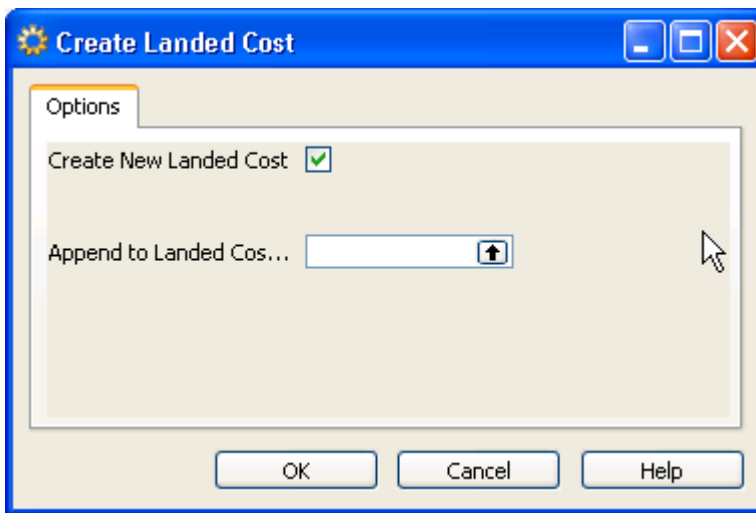 Create Landed Cost
Options
Create New Landed Cost
Append to Landed Cos...
OK Cancel Help